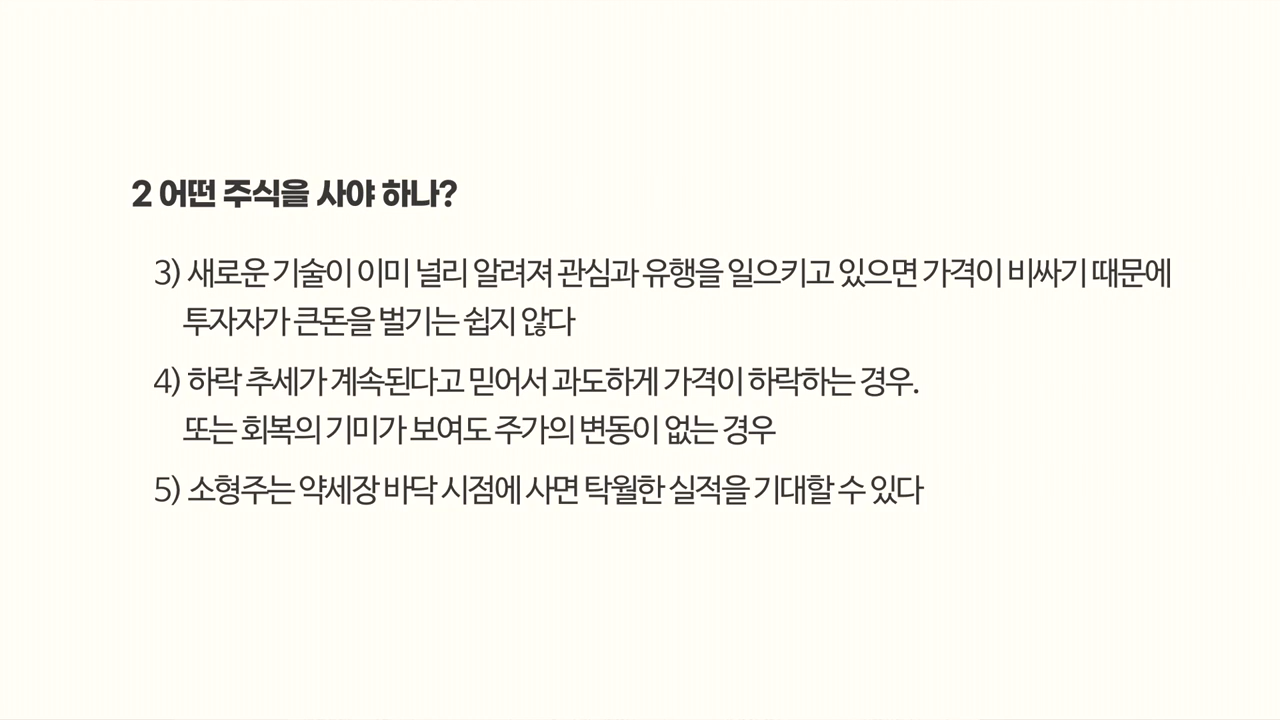 2 어떤 주식을 사야 하나?
3) 새로운 기술이 이미 널리 알려져 관심과 유행을 일으키고 있으면 가격이 비싸기 때문에
투자자가 큰돈을 벌기는 쉽지 않다
4) 하락 추세가 계속된다고 믿어서 과도하게 가격이 하락하는 경우.
또는 회복의 기미가 보여도 주가의 변동이 없는 경우
5) 소형주는 약세장 바닥 시점에 사면 탁월한 실적을 기대할 수 있다